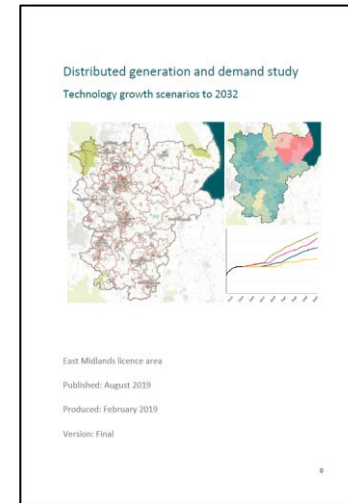 Distributed generation and demand study
Technology growth scenarios to 2032
East Midlands licence area
Published: August 2019
Produced: February 2019
Version: Final
0